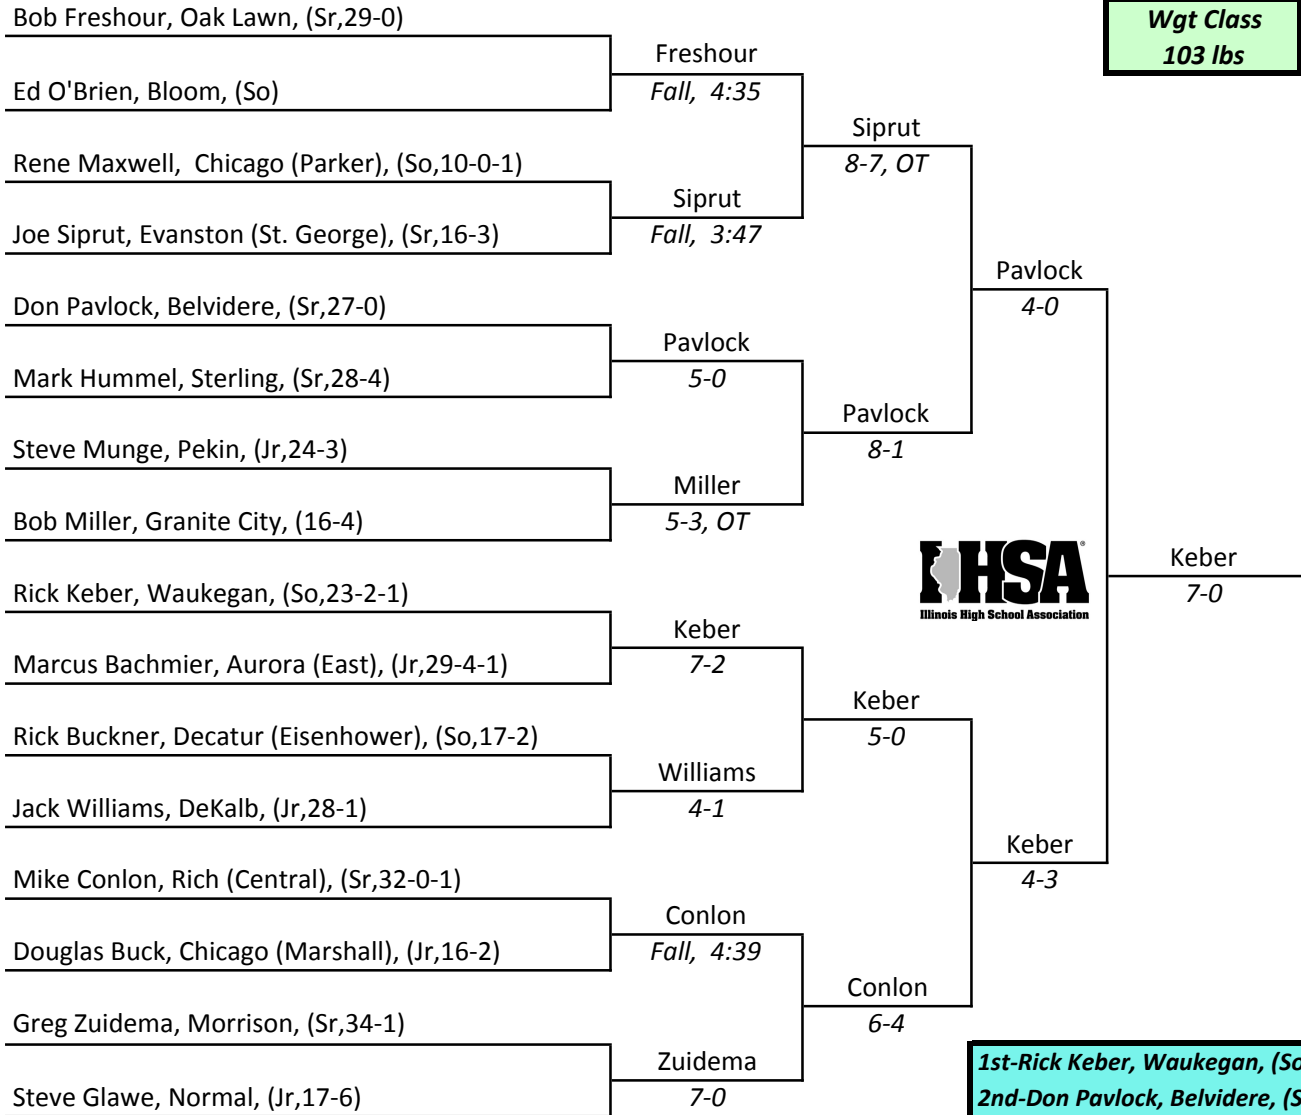 Bob Freshour, Oak Lawn, (Sr,29-0)
Wgt Class
103 lbs
Freshour
Fall, 4:35
Ed O'Brien, Bloom, (So)
Siprut
8-7, OT
Rene Maxwell, Chicago (Parker), (So,10-0-1)
Siprut
Fall, 3:47
Joe Siprut, Evanston (St. George), (Sr,16-3)
Pavlock
4-0
Don Pavlock, Belvidere, (Sr,27-0)
Pavlock
5-0
Mark Hummel, Sterling, (Sr,28-4)
Pavlock
8-1
Steve Munge, Pekin, (Jr,24-3)
Miller
5-3, OT
Bob Miller, Granite City, (16-4)
IHSA®
Illinois High School Association
Keber
7-0
Rick Keber, Waukegan, (So,23-2-1)
Keber
7-2
Marcus Bachmier, Aurora (East), (Jr,29-4-1)
Keber
5-0
Rick Buckner, Decatur (Eisenhower), (So,17-2)
Williams
4-1
Jack Williams, DeKalb, (Jr,28-1)
Keber
4-3
Mike Conlon, Rich (Central), (Sr,32-0-1)
Conlon
Fall, 4:39
Douglas Buck, Chicago (Marshall), (Jr,16-2)
Conlon
6-4
Greg Zuidema, Morrison, (Sr,34-1)
Zuidema
7-0
Steve Glawe, Normal, (Jr,17-6)
1st-Rick Keber, Waukegan, (So
2nd-Don Pavlock, Belvidere, (S